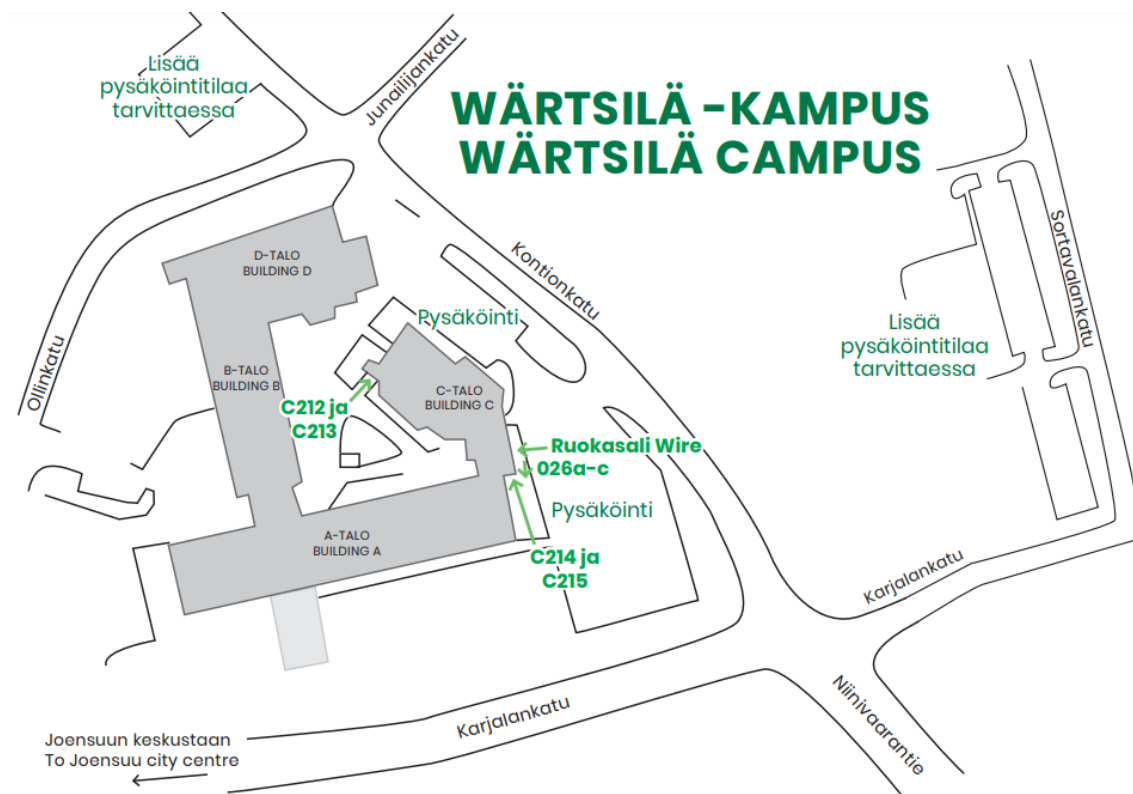 Lisää
pysäköintitilaa
tarvittaessa
Junailijankatu
WÄRTSILÄ -KAMPUS
WÄRTSILÄ CAMPUS
Kontionkatu
Sortavalankatu
D-TALO
BUILDING D
Pysäköinti
Lisää
pysäköintitilaa
tarvittaessa
Ollinkatu
B-TALO
BUILDING B
C-TALO
BUILDING C
C212 ja
C213
Ruokasali Wire
026a-c
Pysäköinti
A-TALO
BUILDING A
C214 ja
C215
Karjalankatu
Karjalankatu
Niinivaarantie
Joensuun keskustaan
To Joensuu city centre